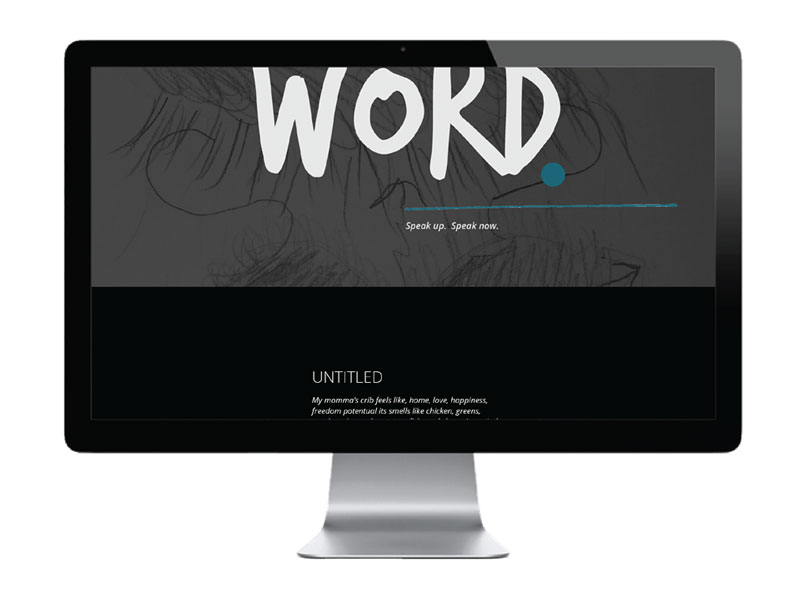 WORD.
Speak up. Speak now.
UNTITLED
My momma's crib feels like, home, love, happiness,
freedom potentual its smells like chicken, greens,